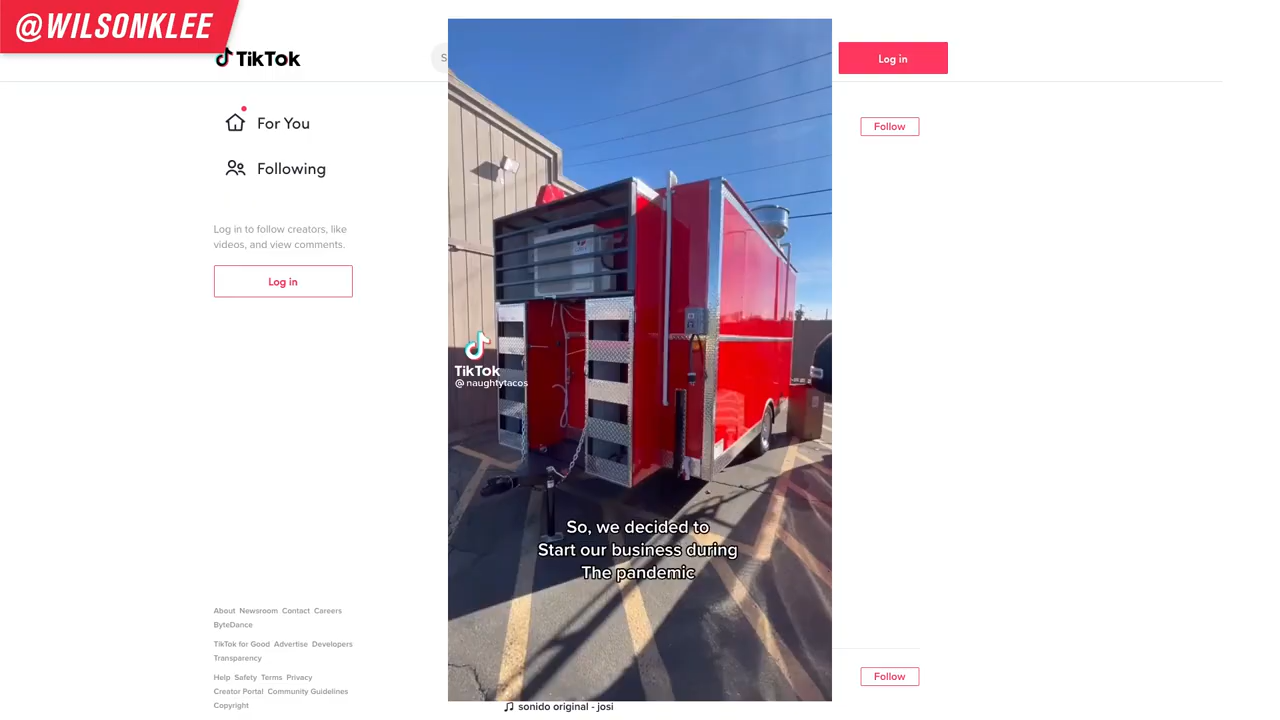 @WILSONKLEE
TikTok
S
Log in
For You
Following
Follow
Log in to follow creators, like
videos, and view comments.
Log in
TikTok
@naughtytacos
So, we decided to
Start our business during
The pandemic
About Newsroom Contact Careers
ByteDance
TikTok for Good Advertise Developers
Transparency
Help Safety Terms Privacy
Creator Portal Community Guidelines
Copyright
Follow
sonido original - josi